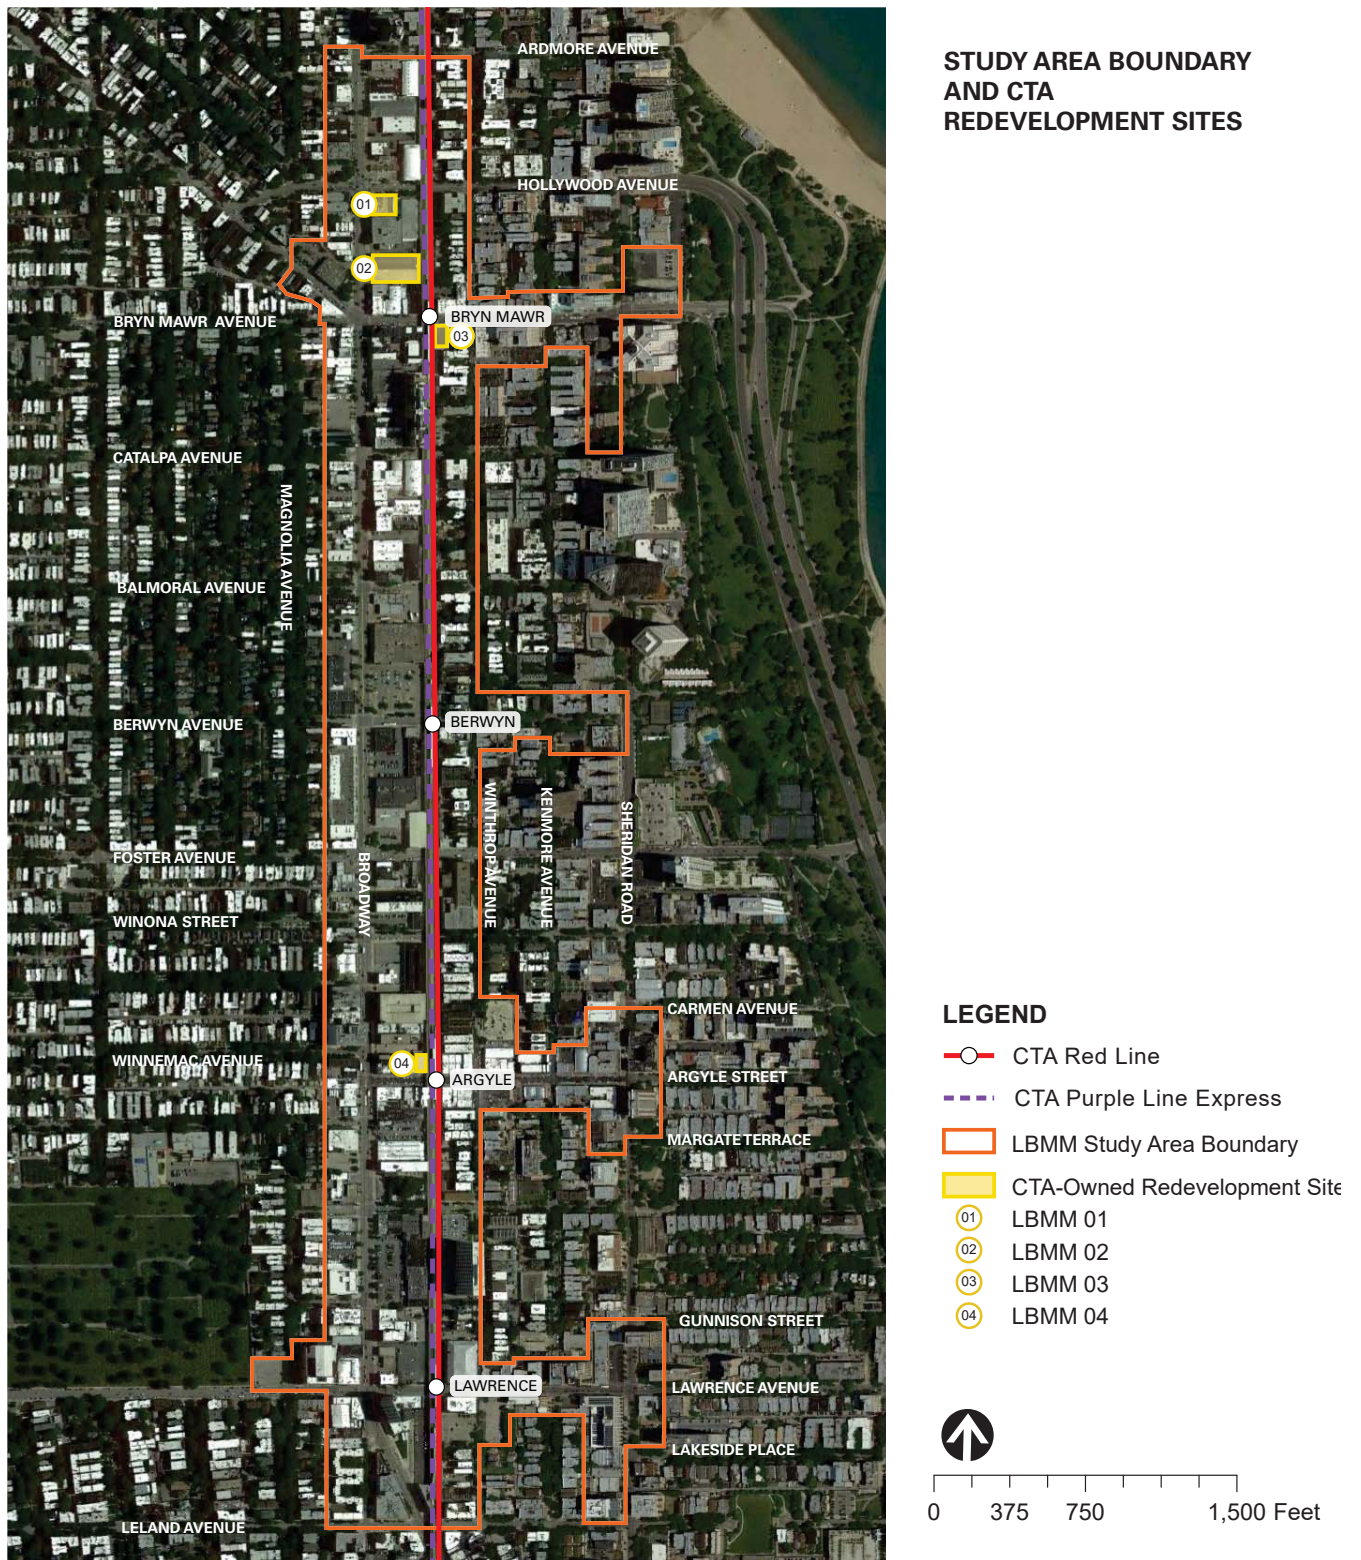 STUDY AREA BOUNDARY
AND CTA
REDEVELOPMENT SITES
ARDMORE AVENUE
HOLLYWOOD AVENUE
01
02
BRYN MAWR AVENUE
BRYN MAWR
03
CATALPA AVENUE
MAGNOLIA AVENUE
BALMORAL AVENUE
BERWYN AVENUE
BERWYN
WINTHROP AVENUE
KENMORE AVENUE
SHERIDAN ROAD
BROADWAY
FOSTER AVENUE
WINONA STREET
CARMEN AVENUE
WINNEMAC AVENUE
04
ARGYLE
ARGYLE STREET
MARGATE TERRACE
GUNNISON STREET
LAWRENCE
LAWRENCE AVENUE
LAKESIDE PLACE
LELAND AVENUE
LEGEND
CTA Red Line
CTA Purple Line Express
LBMM Study Area Boundary
CTA-Owned Redevelopment Site
01 LBMM 01
02 LBMM 02
03 LBMM 03
04 LBMM 04
0 375 750 1,500 Feet